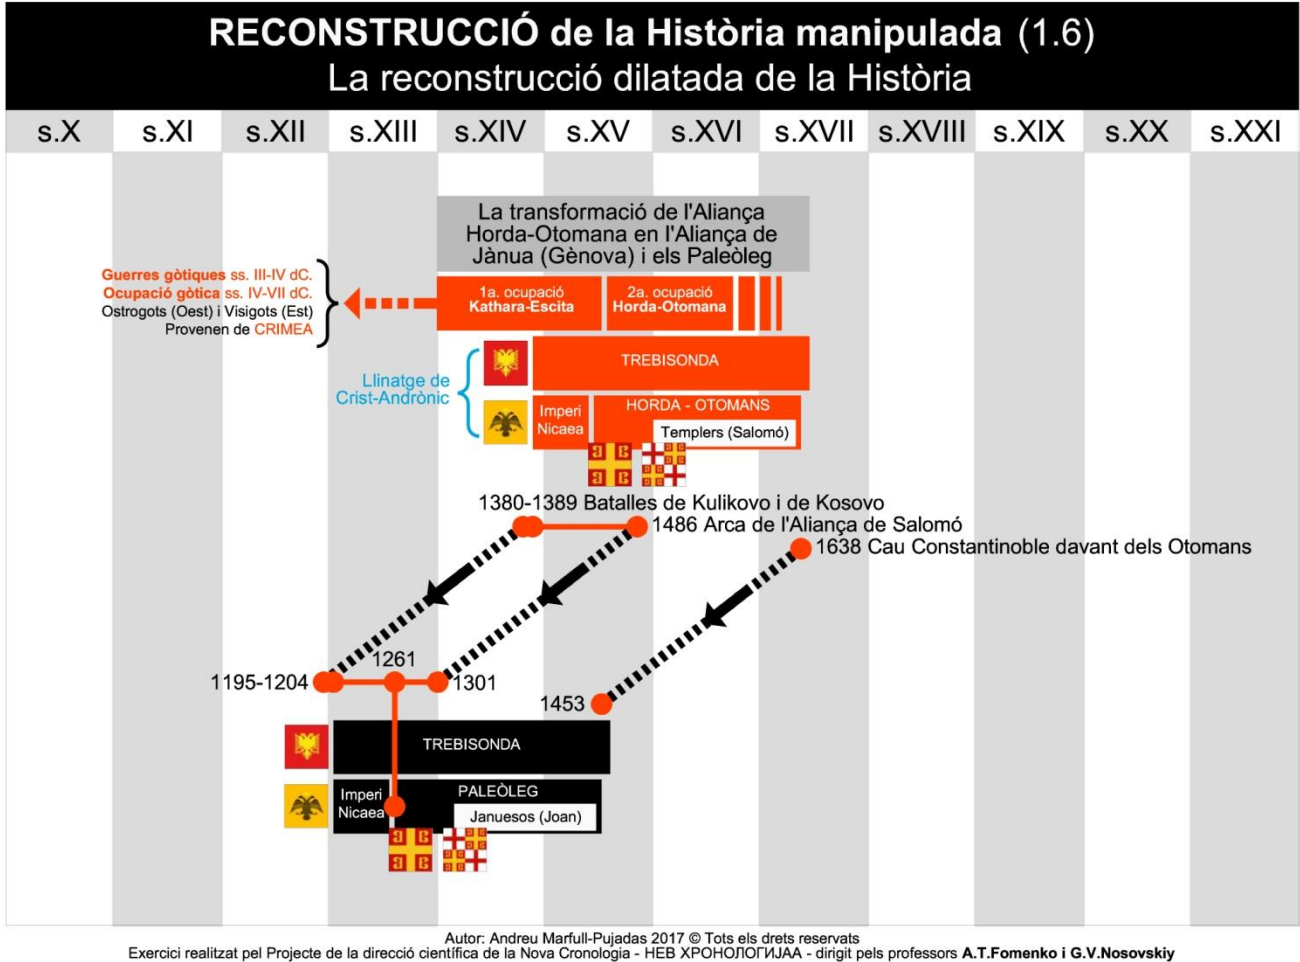 RECONSTRUCCIÓ de la Història manipulada (1.6)
La reconstrucció dilatada de la Història
s.X s.XI s.XII s.XIII s.XIV s.XV s.XVI s.XVII s.XVIII s.XIX s.XX s.XXI
La transformació de l'Aliança
Horda-Otomana en l'Aliança de
Jànua (Gènova) i els Paleòleg
Guerres gòtiques ss. III-IV dC.
Ocupació gòtica ss. IV-VII dC.
Ostrogots (Oest) i Visigots (Est)
Provenen de CRIMEA
1a. ocupació
Kathara-Escita
2a. ocupació
Horda-Otomana
Llinatge de
Crist-Andrònic
TREBISONDA
Imperi
Nicaea
HORDA - OTOMANS
Templers (Salomó)
1380-1389 Batalles de Kulikovo i de Kosovo
1486 Arca de l'Aliança de Salomó
1638 Cau Constantinoble davant dels Otomans
1195-1204
1261
1301
1453
TREBISONDA
Imperi
Nicaea
PALEÒLEG
Januesos (Joan)
Autor: Andreu Marfull-Pujadas 2017 © Tots els drets reservats
Exercici realitzat pel Projecte de la direcció científica de la Nova Cronologia - НЕВ ХРОНОЛОГИJAA - dirigit pels professors A.T.Fomenko i G.V.Nosovskiy